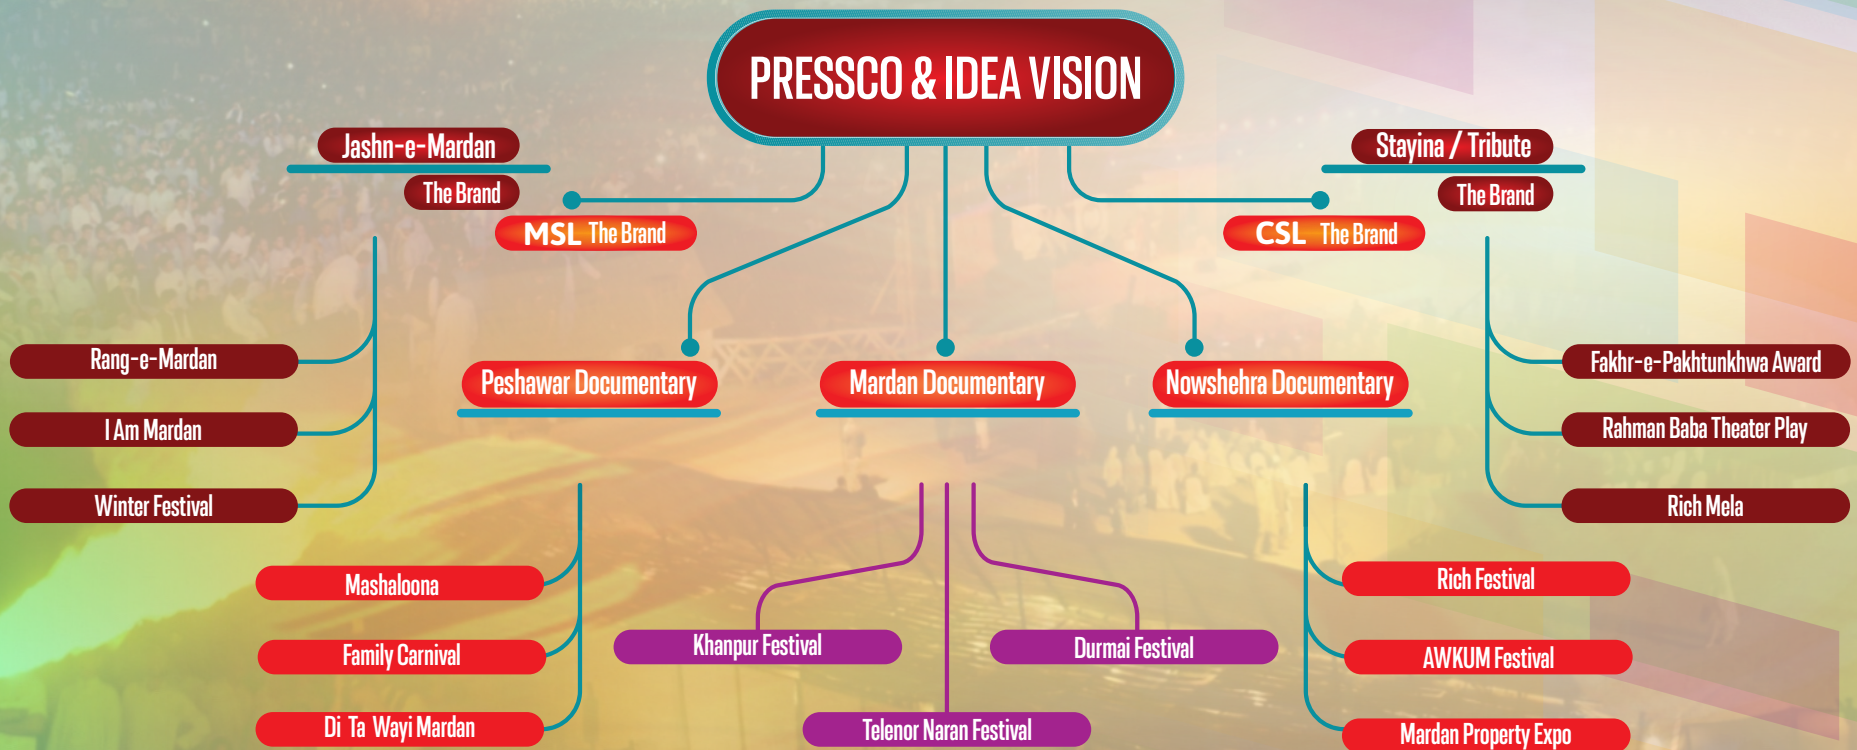 PRESSCO & IDEA VISION
Jashn-e-Mardan
The Brand
Stayina / Tribute
The Brand
MSL The Brand
CSL The Brand
Rang-e-Mardan
I Am Mardan
Winter Festival
Peshawar Documentary
Mardan Documentary
Nowshehra Documentary
Fakhr-e-Pakhtunkhwa Award
Rahman Baba Theater Play
Rich Mela
Mashaloona
Family Carnival
Di Ta Wayi Mardan
Khanpur Festival
Durmai Festival
Telenor Naran Festival
Rich Festival
AWKUM Festival
Mardan Property Expo